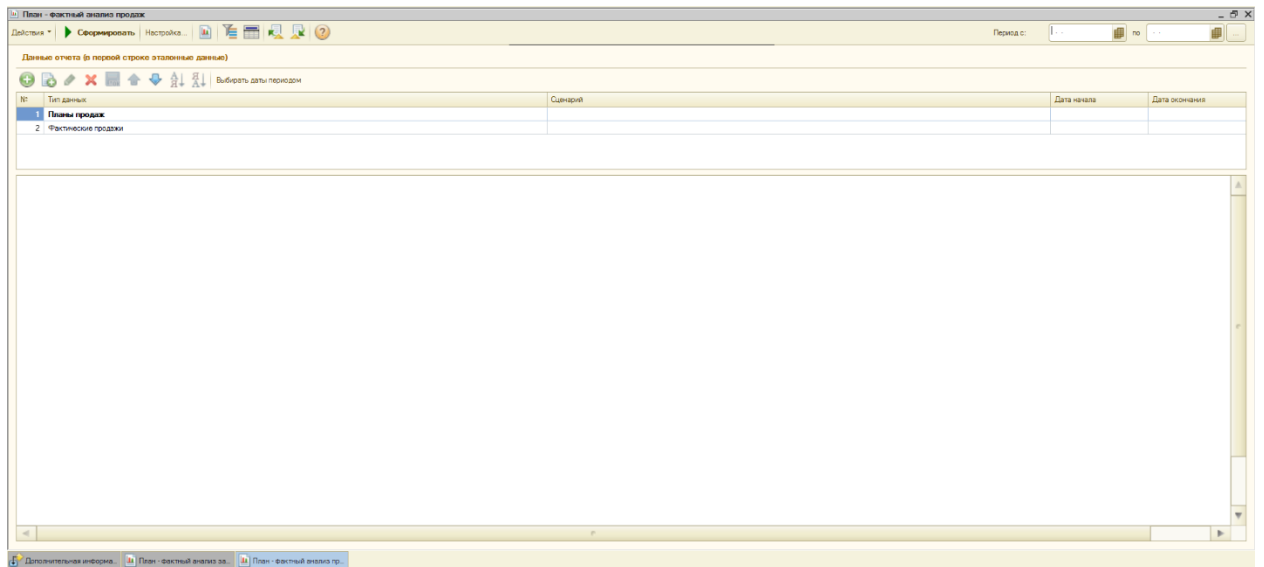 План - фактный анализ продаж
Действия Сформировать Настройка... Период с: . . по . . ...
Данные отчета (в первой строке эталонные данные)
Выбирать даты периодом
№ Тип данных Сценарий Дата начала Дата окончания
1 Планы продаж
2 Фактические продажи
Дополнительная информа... План - фактный анализ за... План - фактный анализ пр...